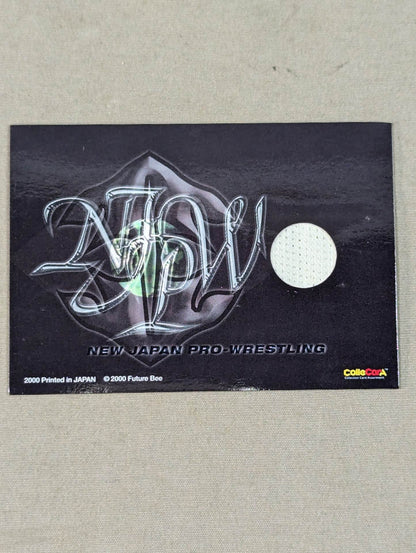 NJPW
NEW JAPAN PRO-WRESTLING
2000 Printed in JAPAN © 2000 Future Bee
ColleCarA